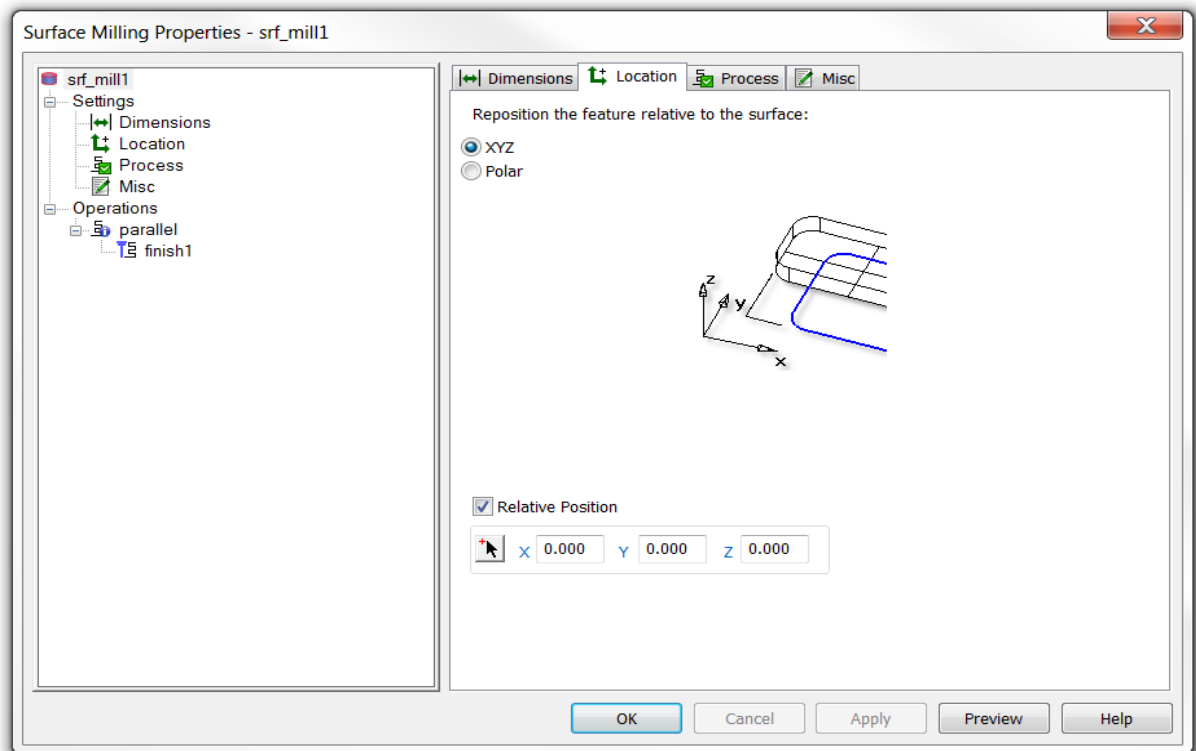 Surface Milling Properties - srf_mill1
srf_mill1
Settings
Dimensions
Location
Process
Misc
Operations
parallel
finish1
Dimensions Location Process Misc
Reposition the feature relative to the surface:
XYZ
Polar
z
y
x
Relative Position
X 0.000 Y 0.000 Z 0.000
OK Cancel Apply Preview Help